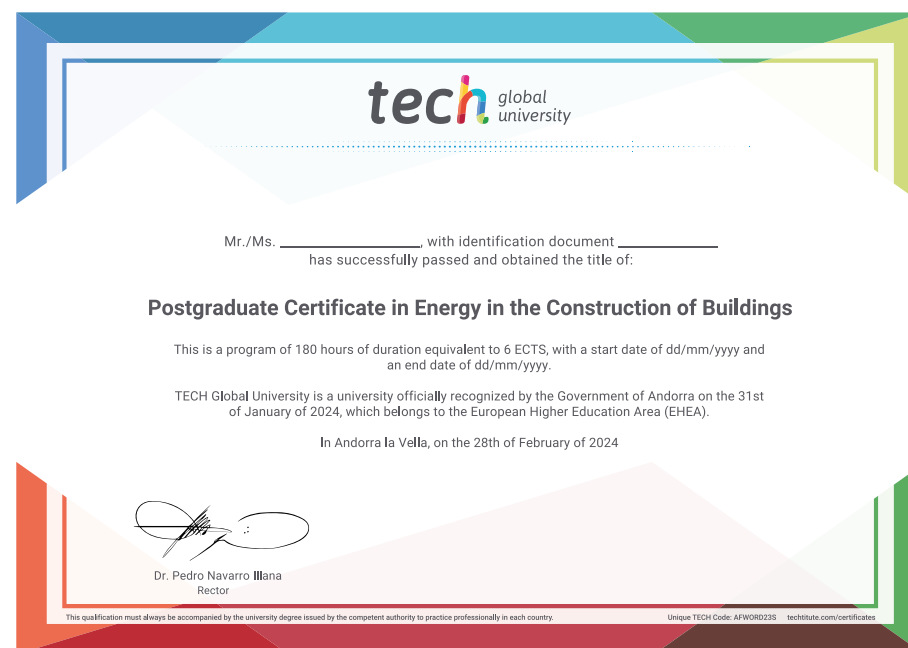 tech global university
Mr./Ms. ____________________, with identification document ______________
has successfully passed and obtained the title of:
Postgraduate Certificate in Energy in the Construction of Buildings
This is a program of 180 hours of duration equivalent to 6 ECTS, with a start date of dd/mm/yyyy and
an end date of dd/mm/yyyy.
TECH Global University is a university officially recognized by the Government of Andorra on the 31st
of January of 2024, which belongs to the European Higher Education Area (EHEA).
In Andorra la Vella, on the 28th of February of 2024
Dr. Pedro Navarro Illana
Rector
This qualification must always be accompanied by the university degree issued by the competent authority to practice professionally in each country.
Unique TECH Code: AFWORD23S techtitute.com/certificates